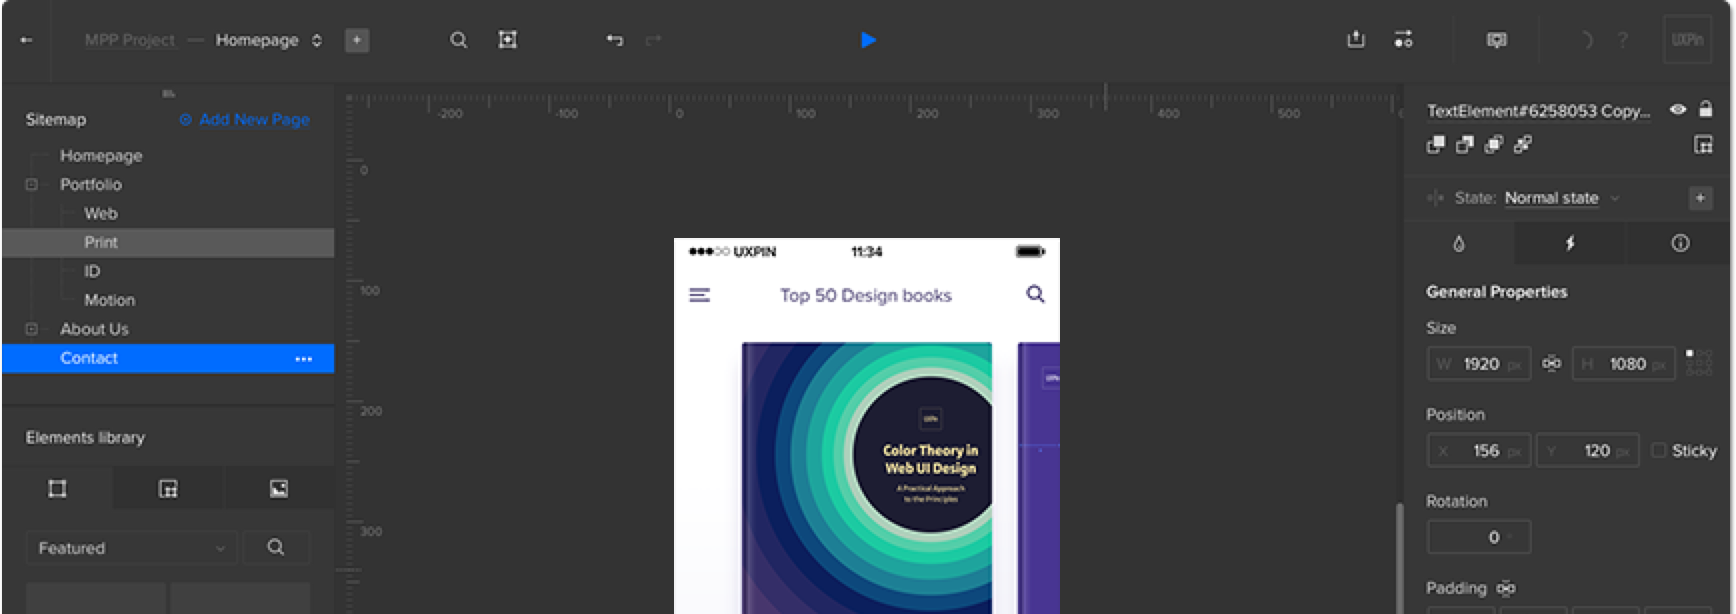 MPP Project — Homepage
UXPin
Sitemap
Add New Page
Homepage
Portfolio
Web
Print
ID
Motion
About Us
Contact
Elements library
Featured
-200 -100 0 100 200 300 400 500
0
100
200
300
UXPIN 11:34
Top 50 Design books
UXPin
Color Theory in
Web UI Design
A Practical Approach
to the Principles
TextElement#6258053 Copy...
State: Normal state
General Properties
Size
W 1920 px H 1080 px
Position
X 156 px Y 120 px Sticky
Rotation
0
Padding